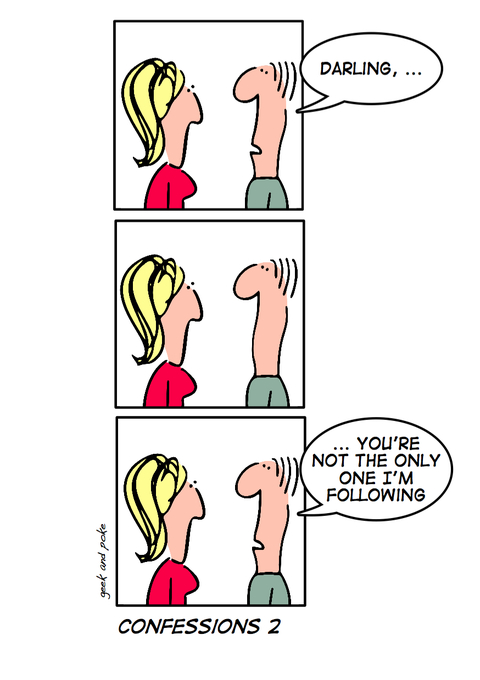 DARLING, ...
... YOU'RE
NOT THE ONLY
ONE I'M
FOLLOWING
geek and poke
CONFESSIONS 2